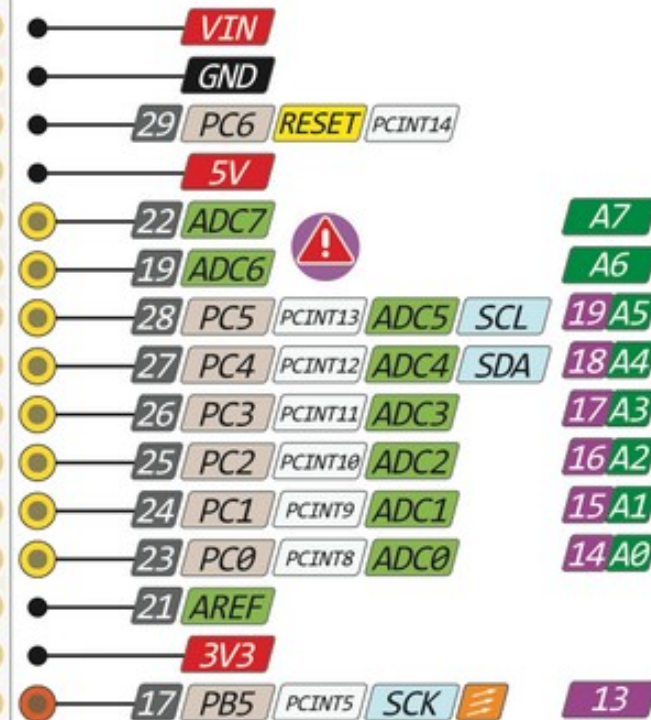 VIN
GND
29 PC6 RESET PCINT14
5V
22 ADC7 A7
19 ADC6 A6
28 PC5 PCINT13 ADC5 SCL 19 A5
27 PC4 PCINT12 ADC4 SDA 18 A4
26 PC3 PCINT11 ADC3 17 A3
25 PC2 PCINT10 ADC2 16 A2
24 PC1 PCINT9 ADC1 15 A1
23 PC0 PCINT8 ADC0 14 A0
21 AREF
3V3
17 PB5 PCINT5 SCK 13